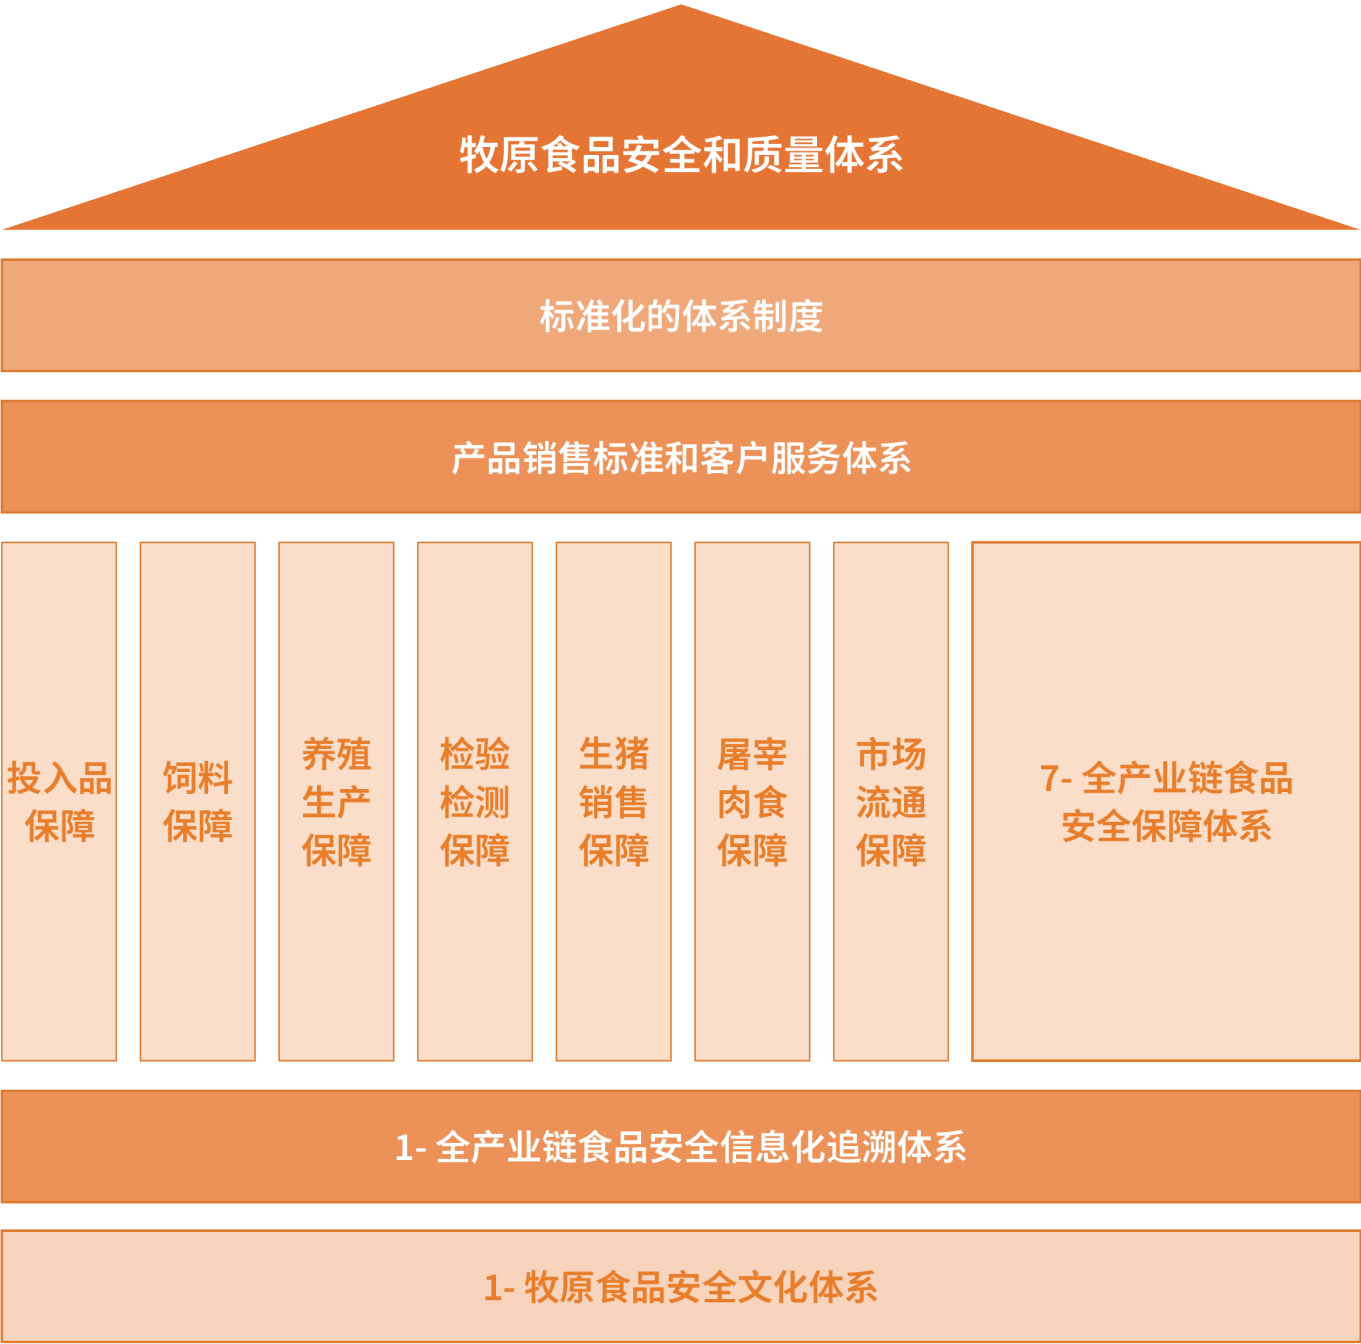 牧原食品安全和质量体系
标准化的体系制度
产品销售标准和客户服务体系
投入品
保障
饲料
保障
养殖
生产
保障
检验
检测
保障
生猪
销售
保障
屠宰
肉食
保障
市场
流通
保障
7- 全产业链食品
安全保障体系
1- 全产业链食品安全信息化追溯体系
1- 牧原食品安全文化体系